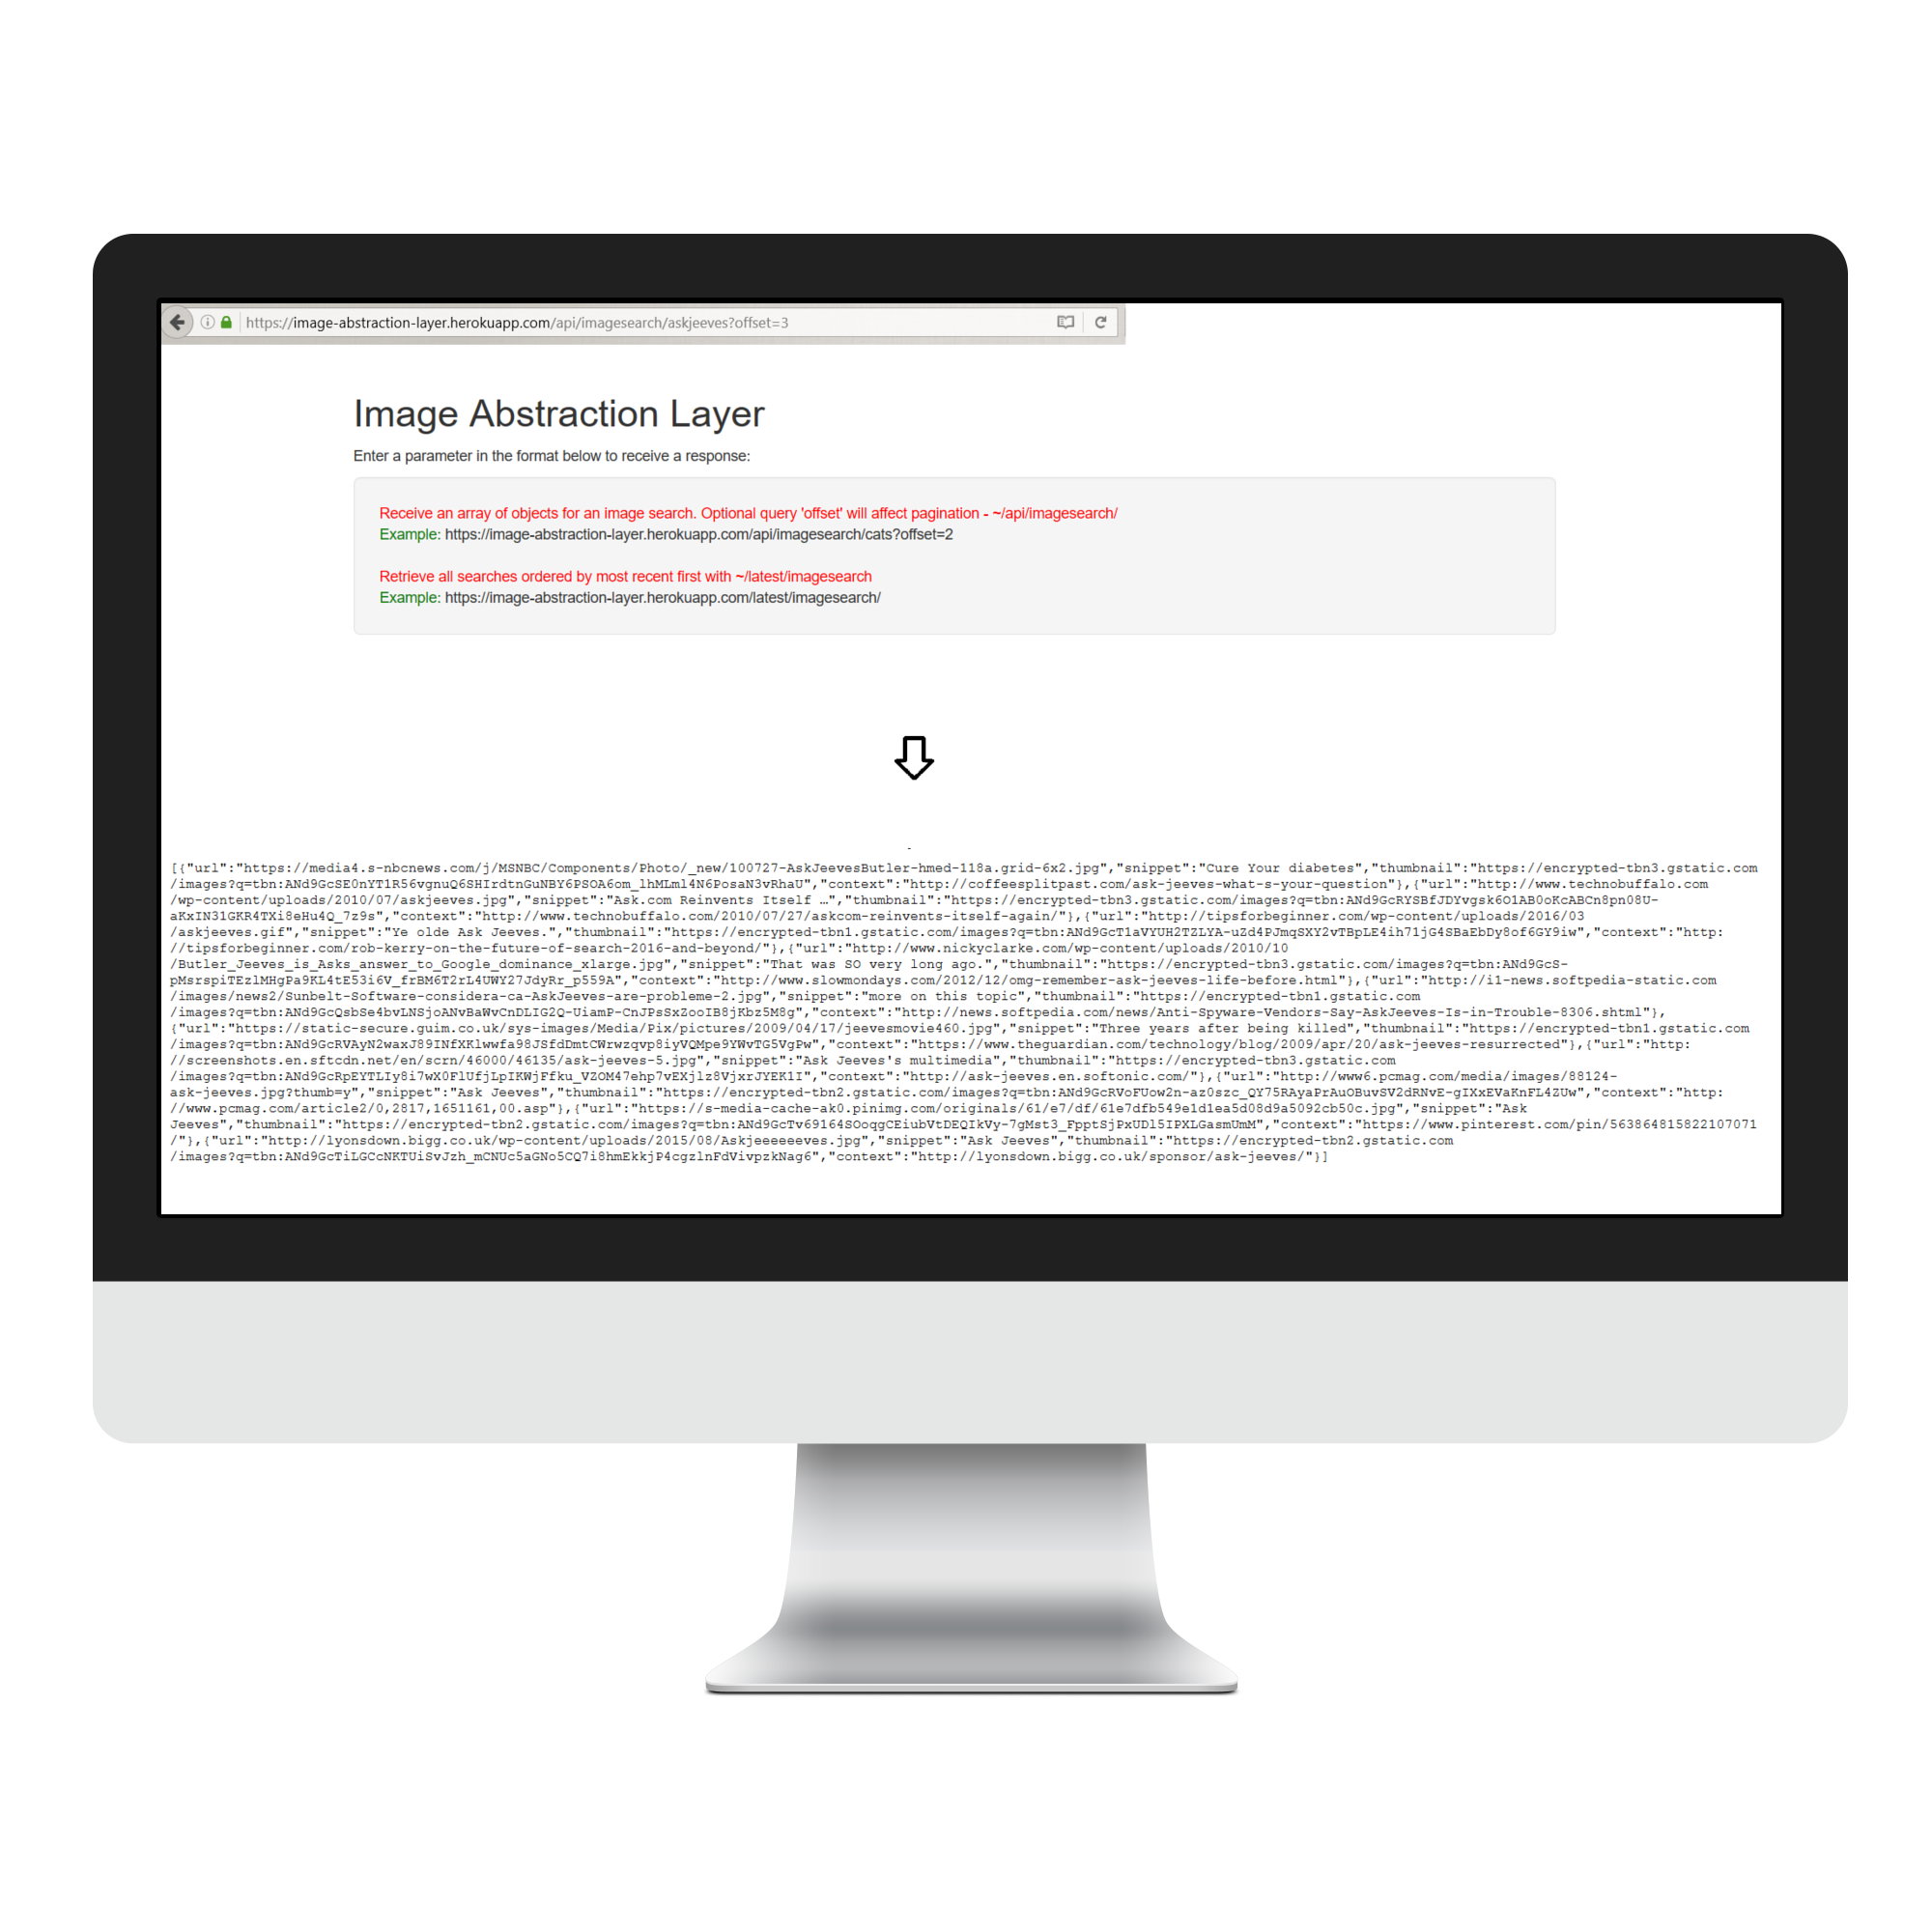 https://image-abstraction-layer.herokuapp.com/api/imagesearch/askjeeves?offset=3
Image Abstraction Layer
Enter a parameter in the format below to receive a response:
Receive an array of objects for an image search. Optional query 'offset' will affect pagination - ~/api/imagesearch/
Example: https://image-abstraction-layer.herokuapp.com/api/imagesearch/cats?offset=2
Retrieve all searches ordered by most recent first with ~/latest/imagesearch
Example: https://image-abstraction-layer.herokuapp.com/latest/imagesearch/
[{"url":"https://media4.s-nbcnews.com/j/MSNBC/Components/Photo/_new/100727-AskJeevesButler-hmed-118a.grid-6x2.jpg","snippet":"Cure Your diabetes","thumbnail":"https://encrypted-tbn3.gstatic.com
/images?q=tbn:ANd9GcSE0nYT1R56vgnuQ6SHIrdtnGuNBY6PSOA6om_lhMLml4N6PosaN3vRhaU","context":"http://coffeesplitpast.com/ask-jeeves-what-s-your-question"},{"url":"http://www.technobuffalo.com
/wp-content/uploads/2010/07/askjeeves.jpg","snippet":"Ask.com Reinvents Itself …","thumbnail":"https://encrypted-tbn3.gstatic.com/images?q=tbn:ANd9GcRYSBfJDYvgsk6O1AB0oKcABCn8pn08U-
aKxIN31GKR4TXi8eHu4Q_7z9s","context":"http://www.technobuffalo.com/2010/07/27/askcom-reinvents-itself-again/"},{"url":"http://tipsforbeginner.com/wp-content/uploads/2016/03
/askjeeves.gif","snippet":"Ye olde Ask Jeeves.","thumbnail":"https://encrypted-tbn1.gstatic.com/images?q=tbn:ANd9GcT1aVYUH2TZLYA-uZd4PJmqSXY2vTBpLE4ih71jG4SBaEbDy8of6GY9iw","context":"http:
//tipsforbeginner.com/rob-kerry-on-the-future-of-search-2016-and-beyond/"},{"url":"http://www.nickyclarke.com/wp-content/uploads/2010/10
/Butler_Jeeves_is_Asks_answer_to_Google_dominance_xlarge.jpg","snippet":"That was SO very long ago.","thumbnail":"https://encrypted-tbn3.gstatic.com/images?q=tbn:ANd9GcS-
pMsrspiTEzlMHgPa9KL4tE53i6V_frBM6T2rL4UWY27JdyRr_p559A","context":"http://www.slowmondays.com/2012/12/omg-remember-ask-jeeves-life-before.html"},{"url":"http://i1-news.softpedia-static.com
/images/news2/Sunbelt-Software-considera-ca-AskJeeves-are-probleme-2.jpg","snippet":"more on this topic","thumbnail":"https://encrypted-tbn1.gstatic.com
/images?q=tbn:ANd9GcQsbSe4bvLNSjoANvBaWvCnDLIG2Q-UiamP-CnJPsSxZooIB8jKbz5M8g","context":"http://news.softpedia.com/news/Anti-Spyware-Vendors-Say-AskJeeves-Is-in-Trouble-8306.shtml"},
{"url":"https://static-secure.guim.co.uk/sys-images/Media/Pix/pictures/2009/04/17/jeevesmovie460.jpg","snippet":"Three years after being killed","thumbnail":"https://encrypted-tbn1.gstatic.com
/images?q=tbn:ANd9GcRVAyN2waxJ89INfXKlwwfa98JSfdDmtCWrwzqvp8iyVQMpe9YWvTG5VgPw","context":"https://www.theguardian.com/technology/blog/2009/apr/20/ask-jeeves-resurrected"},{"url":"http:
//screenshots.en.sftcdn.net/en/scrn/46000/46135/ask-jeeves-5.jpg","snippet":"Ask Jeeves's multimedia","thumbnail":"https://encrypted-tbn3.gstatic.com
/images?q=tbn:ANd9GcRpEYTLIy8i7wX0FlUfjLpIKWjFfku_VZOM47ehp7vEXjlz8VjxrJYEK1I","context":"http://ask-jeeves.en.softonic.com/"},{"url":"http://www6.pcmag.com/media/images/88124-
ask-jeeves.jpg?thumb=y","snippet":"Ask Jeeves","thumbnail":"https://encrypted-tbn2.gstatic.com/images?q=tbn:ANd9GcRVoFUow2n-az0szc_QY75RAyaPrAuOBuvSV2dRNvE-gIXxEVaKnFL4ZUw","context":"http:
//www.pcmag.com/article2/0,2817,1651161,00.asp"},{"url":"https://s-media-cache-ak0.pinimg.com/originals/61/e7/df/61e7dfb549e1d1ea5d08d9a5092cb50c.jpg","snippet":"Ask
Jeeves","thumbnail":"https://encrypted-tbn2.gstatic.com/images?q=tbn:ANd9GcTv69164SOoqgCEiubVtDEQIkVy-7gMst3_FpptSjPxUDl5IPXLGasmUmM","context":"https://www.pinterest.com/pin/563864815822107071
/"},{"url":"http://lyonsdown.bigg.co.uk/wp-content/uploads/2015/08/Askjeeeeeeves.jpg","snippet":"Ask Jeeves","thumbnail":"https://encrypted-tbn2.gstatic.com
/images?q=tbn:ANd9GcTiLGCcNKTUiSvJzh_mCNUc5aGNo5CQ7i8hmEkkjP4cgzlnFdVivpzkNag6","context":"http://lyonsdown.bigg.co.uk/sponsor/ask-jeeves/"}]